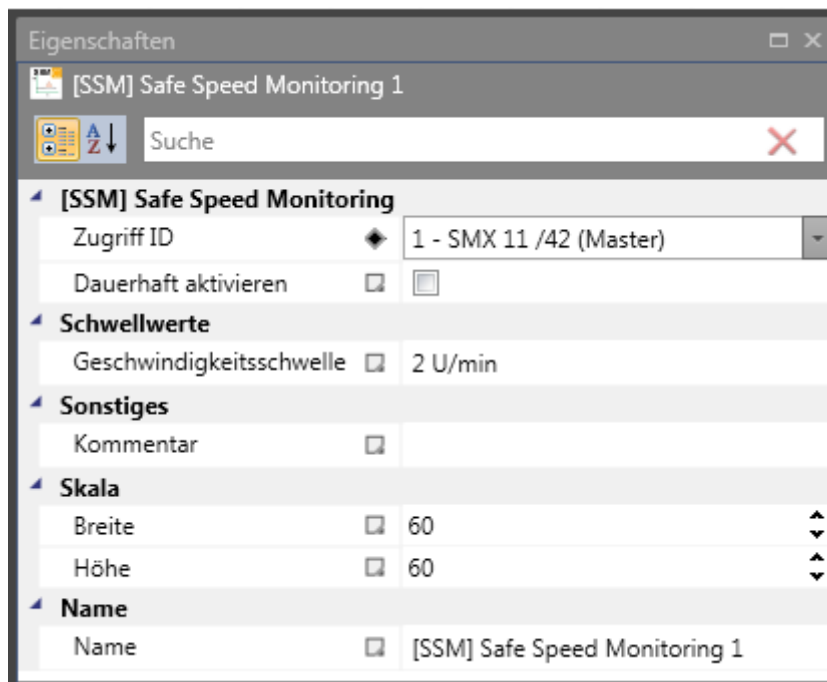 Eigenschaften
[SSM] Safe Speed Monitoring 1
Suche
[SSM] Safe Speed Monitoring
Zugriff ID 1 - SMX 11 /42 (Master)
Dauerhaft aktivieren
Schwellwerte
Geschwindigkeitsschwelle 2 U/min
Sonstiges
Kommentar
Skala
Breite 60
Höhe 60
Name
Name [SSM] Safe Speed Monitoring 1